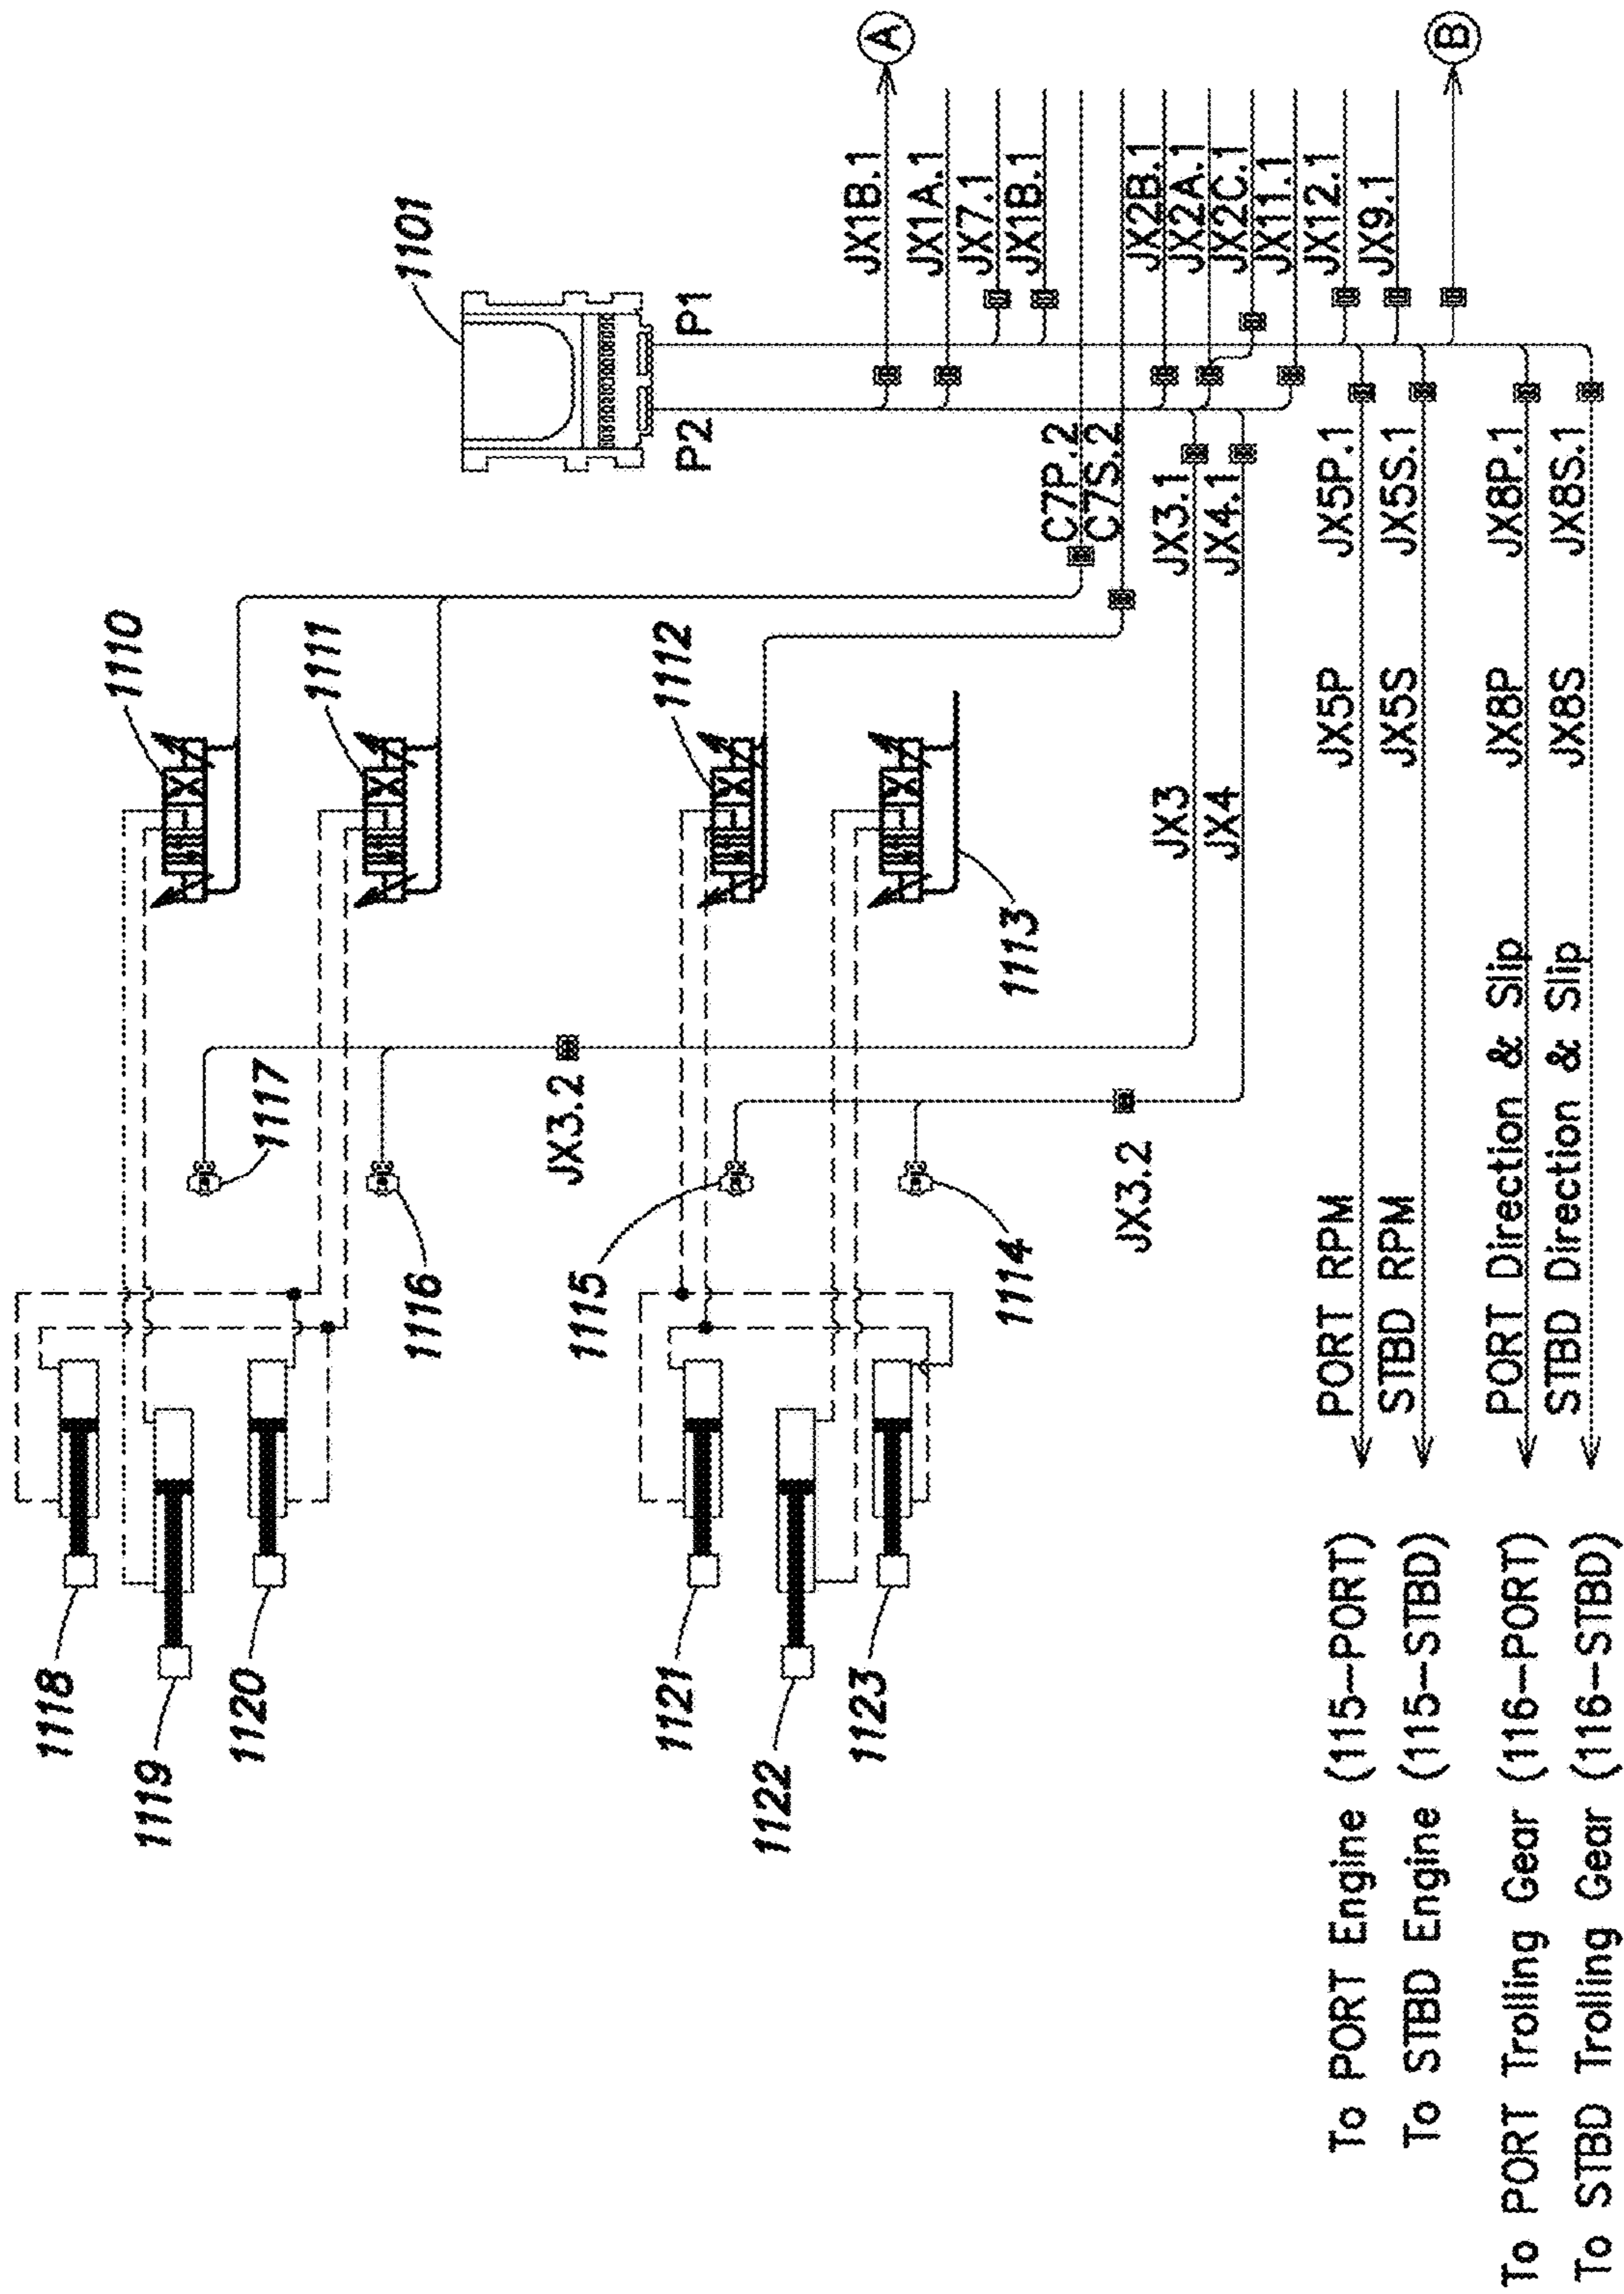 1101
P2
P1
A
JX1B.1
JX1A.1
JX7.1
JX1B.1
C7P.2
C7S.2
JX2B.1
JX2A.1
JX2C.1
JX11.1
JX12.1
JX9.1
B
1110
1111
1112
1113
JX3.1
JX4.1
JX3
JX4
1117
1116
JX3.2
1115
1114
JX3.2
1118
1119
1120
1121
1122
1123
To PORT Engine (115-PORT)
PORT RPM
JX5P
JX5P.1
To STBD Engine (115-STBD)
STBD RPM
JX5S
JX5S.1
To PORT Trolling Gear (116-PORT)
PORT Direction & Slip
JX8P
JX8P.1
To STBD Trolling Gear (116-STBD)
STBD Direction & Slip
JX8S
JX8S.1